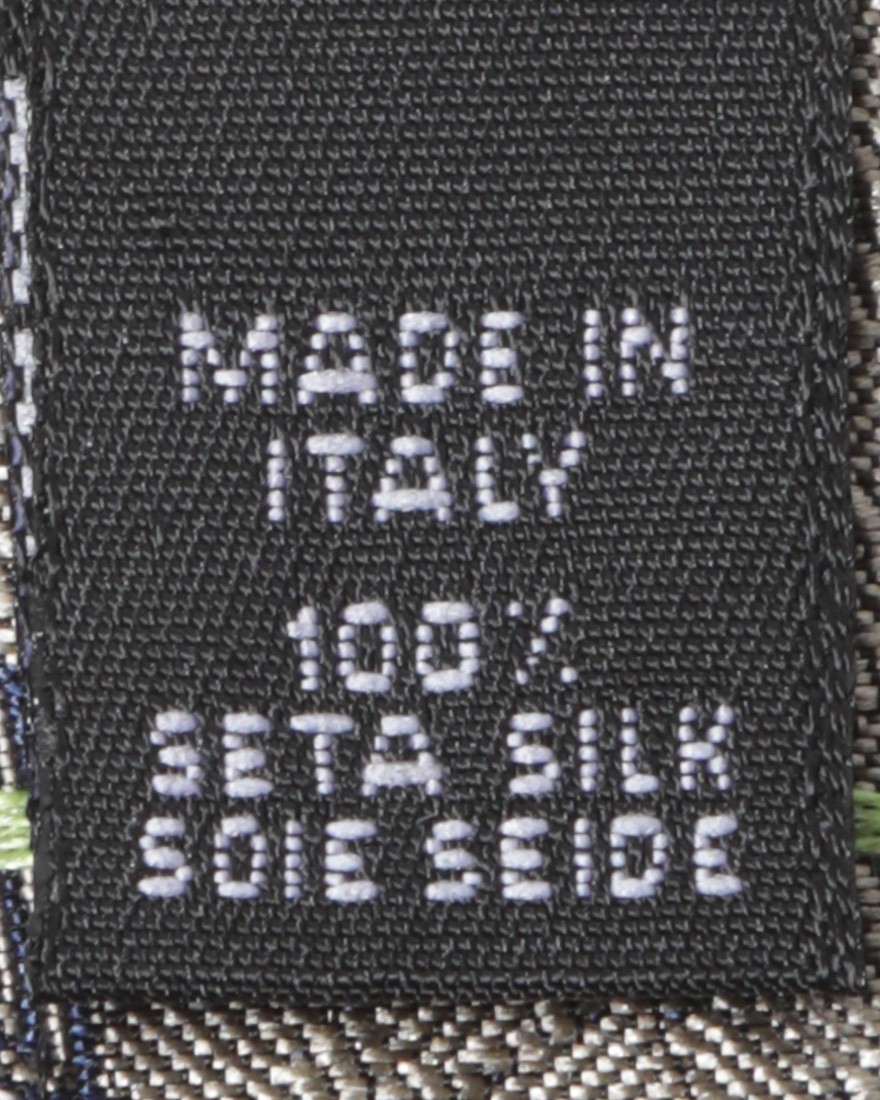 MADE IN
ITALY
100%
SETA SILK
SOIE SEIDE